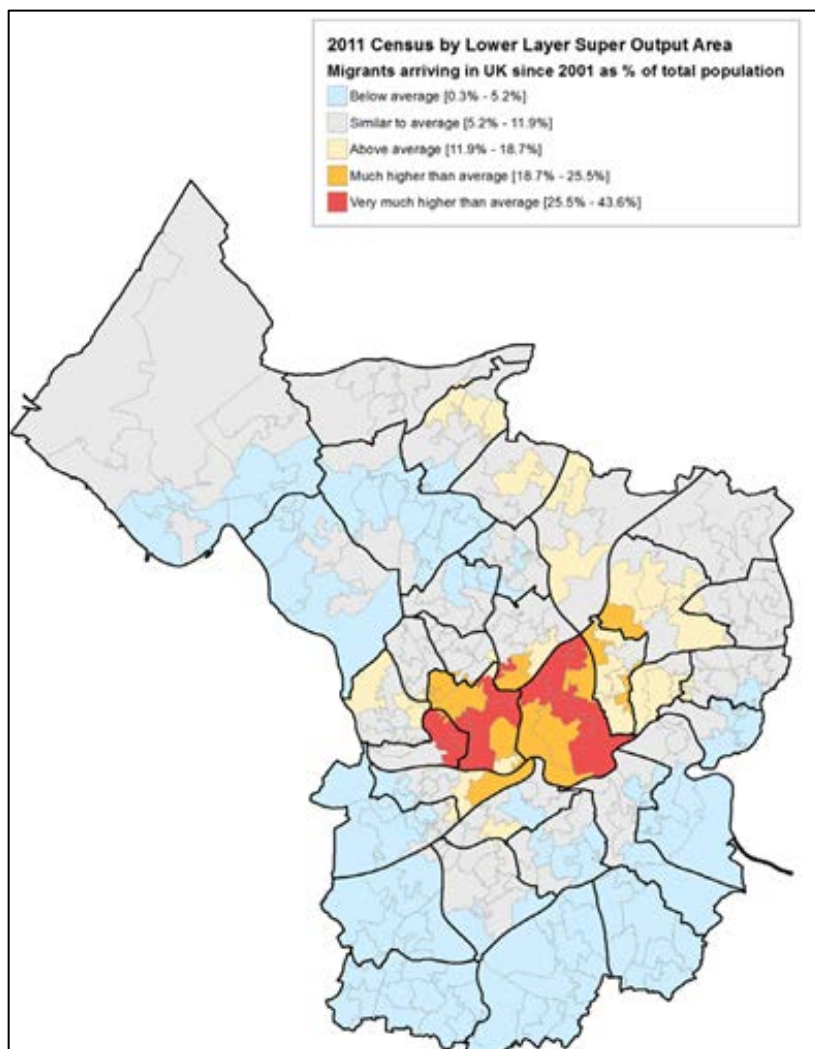 2011 Census by Lower Layer Super Output Area
Migrants arriving in UK since 2001 as % of total population
Below average [0.3% - 5.2%]
Similar to average [5.2% - 11.9%]
Above average [11.9% - 18.7%]
Much higher than average [18.7% - 25.5%]
Very much higher than average [25.5% - 43.6%]